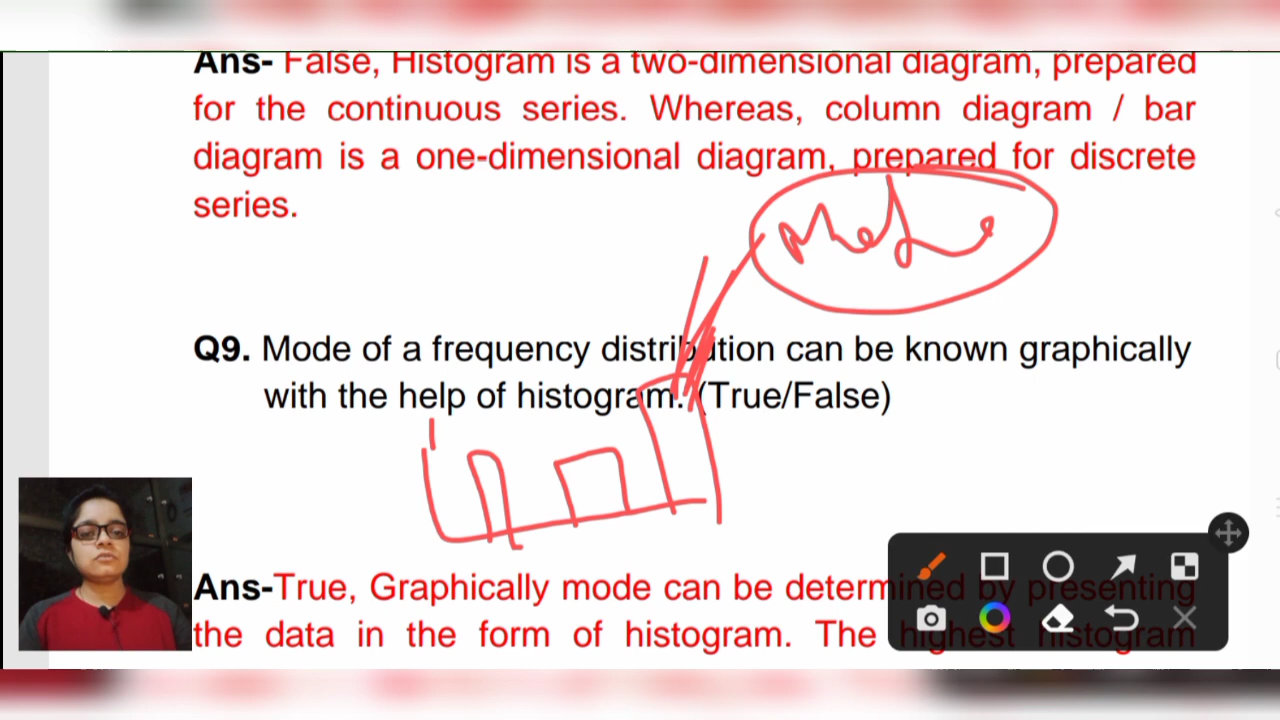 Ans- False, Histogram is a two-dimensional diagram, prepared
for the continuous series. Whereas, column diagram / bar
diagram is a one-dimensional diagram, prepared for discrete
series.
Mode
Q9. Mode of a frequency distribution can be known graphically
with the help of histogram. (True/False)
Ans-True, Graphically mode can be determined by presenting
the data in the form of histogram. The highest histogram